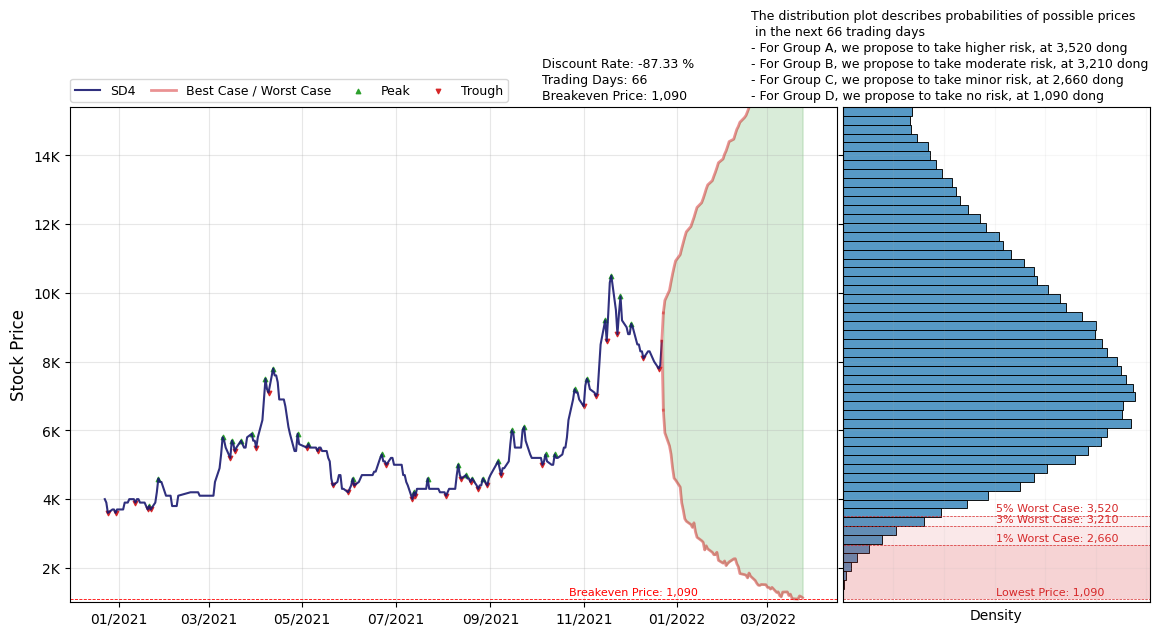 The distribution plot describes probabilities of possible prices
in the next 66 trading days
- For Group A, we propose to take higher risk, at 3,520 dong
- For Group B, we propose to take moderate risk, at 3,210 dong
- For Group C, we propose to take minor risk, at 2,660 dong
- For Group D, we propose to take no risk, at 1,090 dong
Discount Rate: -87.33 %
Trading Days: 66
Breakeven Price: 1,090
SD4
Best Case / Worst Case
Peak
Trough
Stock Price
14K
12K
10K
8K
6K
4K
2K
Breakeven Price: 1,090
01/2021
03/2021
05/2021
07/2021
09/2021
11/2021
01/2022
03/2022
5% Worst Case: 3,520
3% Worst Case: 3,210
1% Worst Case: 2,660
Lowest Price: 1,090
Density